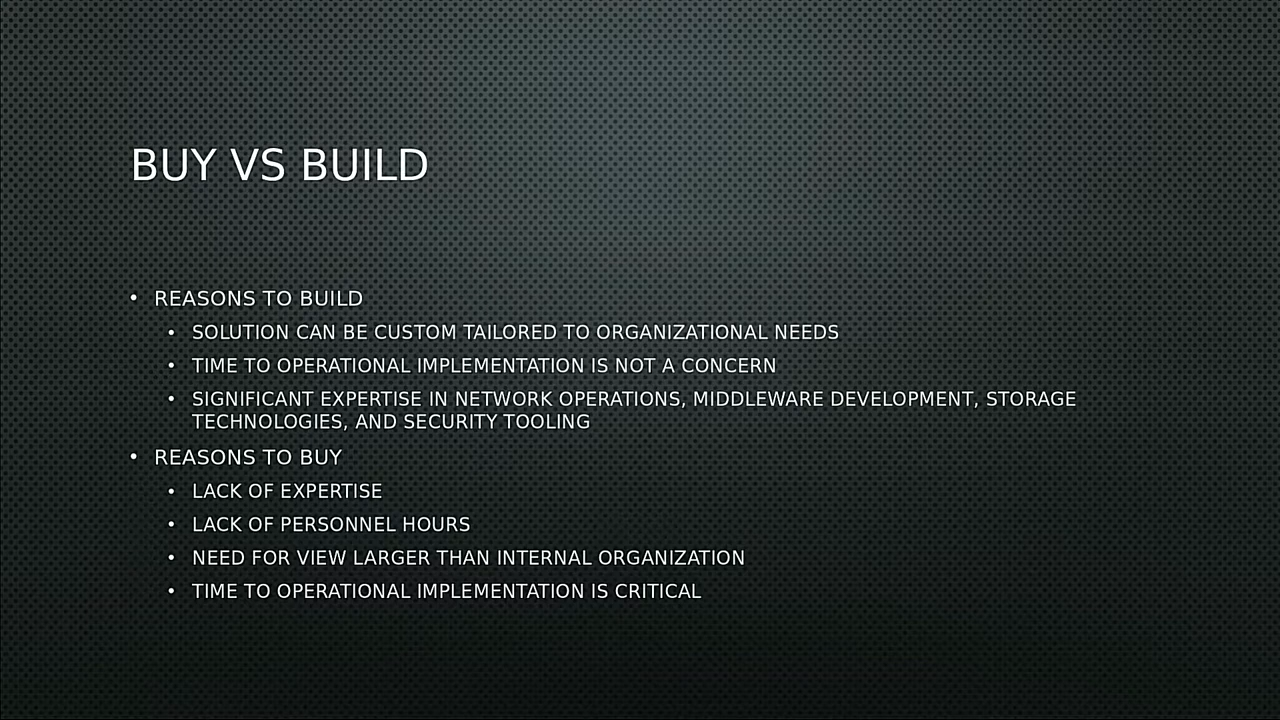 BUY VS BUILD
• REASONS TO BUILD
• SOLUTION CAN BE CUSTOM TAILORED TO ORGANIZATIONAL NEEDS
• TIME TO OPERATIONAL IMPLEMENTATION IS NOT A CONCERN
• SIGNIFICANT EXPERTISE IN NETWORK OPERATIONS, MIDDLEWARE DEVELOPMENT, STORAGE
TECHNOLOGIES, AND SECURITY TOOLING
• REASONS TO BUY
• LACK OF EXPERTISE
• LACK OF PERSONNEL HOURS
• NEED FOR VIEW LARGER THAN INTERNAL ORGANIZATION
• TIME TO OPERATIONAL IMPLEMENTATION IS CRITICAL